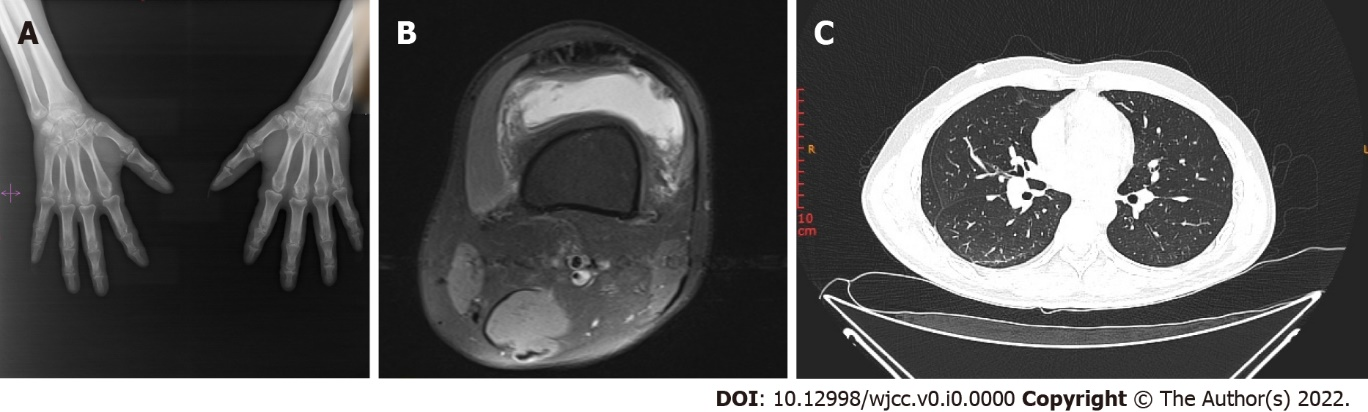 A
B
C
R
L
10
cm
DOI: 10.12998/wjcc.v0.i0.0000 Copyright © The Author(s) 2022.